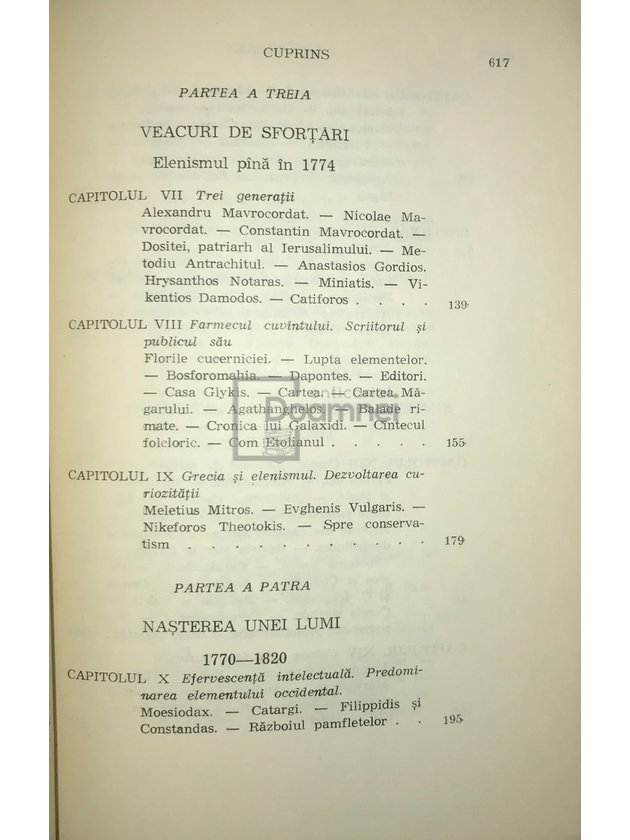 CUPRINS
617
PARTEA A TREIA
VEACURI DE SFORȚĂRI
Elenismul pînă în 1774
CAPITOLUL VII Trei generații
Alexandru Mavrocordat. — Nicolae Ma-
vrocordat. — Constantin Mavrocordat. —
Dositei, patriarh al Ierusalimului. — Me-
todiu Antrachitul. — Anastasios Gordios.
Hrysanthos Notaras. — Miniatis. — Vi-
kentios Damodos. — Catiforos . . . . 139
CAPITOLUL VIII Farmecul cuvîntului. Scriitorul și
publicul său
Florile cucerniciei. — Lupta elementelor.
— Bosforomahia. — Dapontes. — Editori.
— Casa Glykis. — Cartea. — Cartea Mă-
garului. — Agathanghelos. — Balade ri-
mate. — Cronica lui Galaxidi. — Cîntecul
folcloric. — Com Etolianul . . . . . 155
CAPITOLUL IX Grecia și elenismul. Dezvoltarea cu-
riozității
Meletius Mitros. — Evghenis Vulgaris. —
Nikeforos Theotokis. — Spre conserva-
tism . . . . . . . . . . . 179
PARTEA A PATRA
NAȘTEREA UNEI LUMI
1770—1820
CAPITOLUL X Efervescență intelectuală. Predomi-
narea elementului occidental.
Moesiodax. — Catargi. — Filippidis și
Constandas. — Războiul pamfletelor . . 195
Anticariat
Doamnei